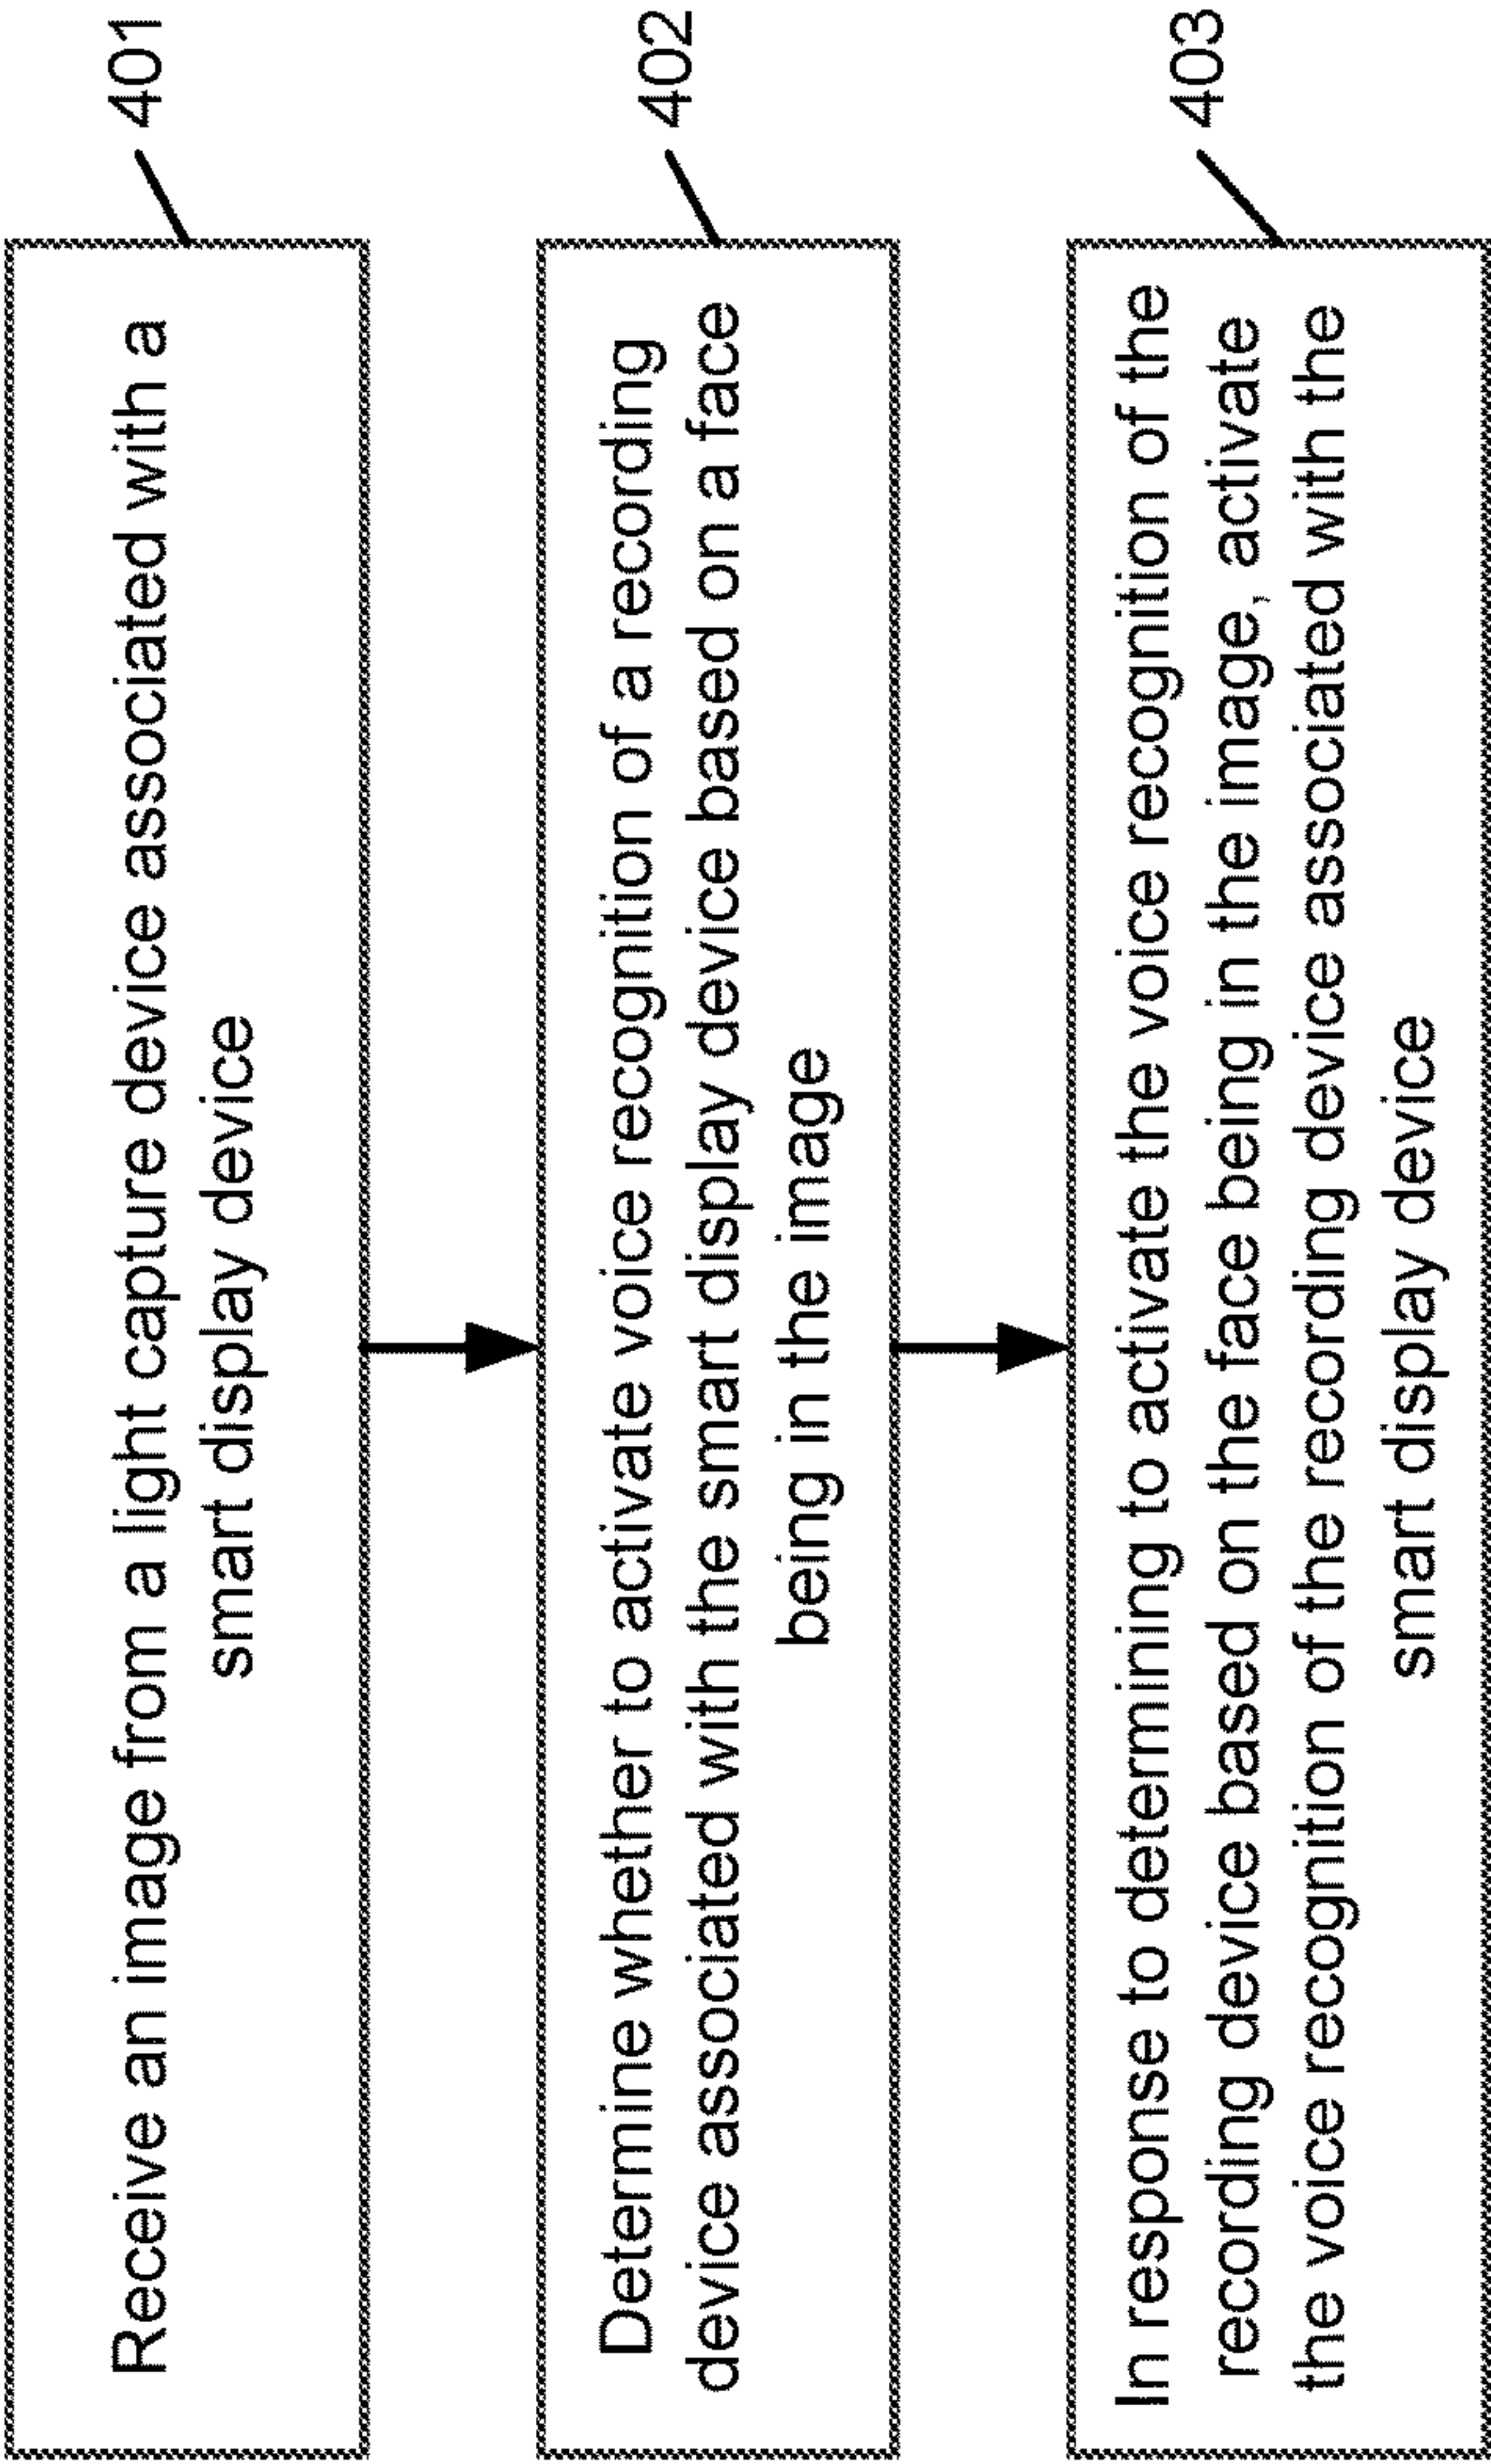 Receive an image from a light capture device associated with a
smart display device
401
Determine whether to activate voice recognition of a recording
device associated with the smart display device based on a face
being in the image
402
In response to determining to activate the voice recognition of the
recording device based on the face being in the image, activate
the voice recognition of the recording device associated with the
smart display device
403